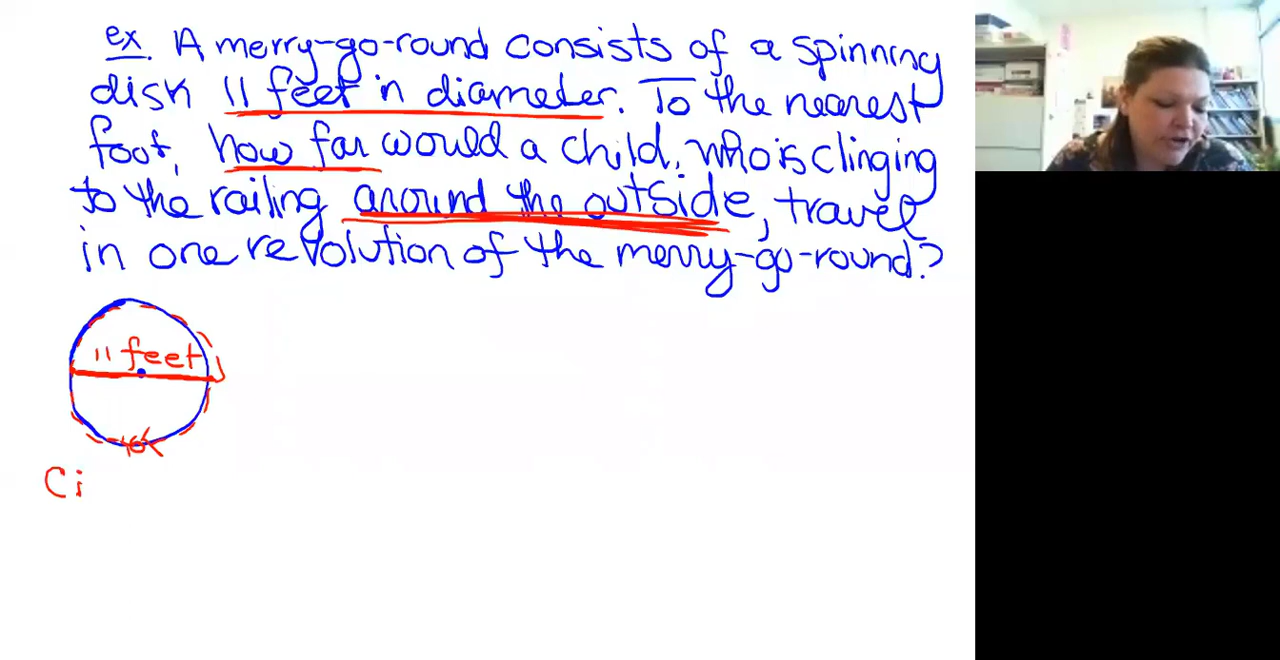 ex. A merry-go-round consists of a spinning
disk 11 feet in diameter. To the nearest
foot, how far would a child, who is clinging
to the railing around the outside, travel
in one revolution of the merry-go-round?
11 feet
Ci